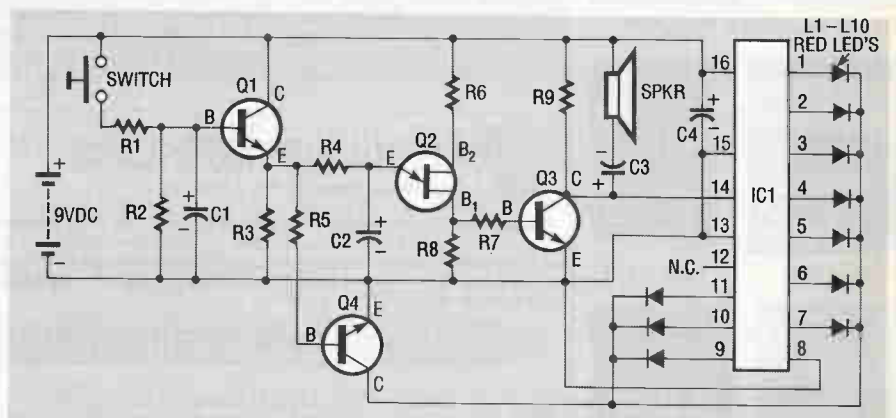 L1–L10
RED LED'S
SWITCH
Q1
B
C
E
R1
R2
C1
+
−
9VDC
+
−
R3
R4
R5
Q4
B
E
C
C2
+
−
Q2
E
B2
B1
R6
R7
R8
Q3
B
C
E
R9
SPKR
−
C3
+
C4
+
−
IC1
16
15
14
13
N.C. 12
11
10
9
1
2
3
4
5
6
7
8